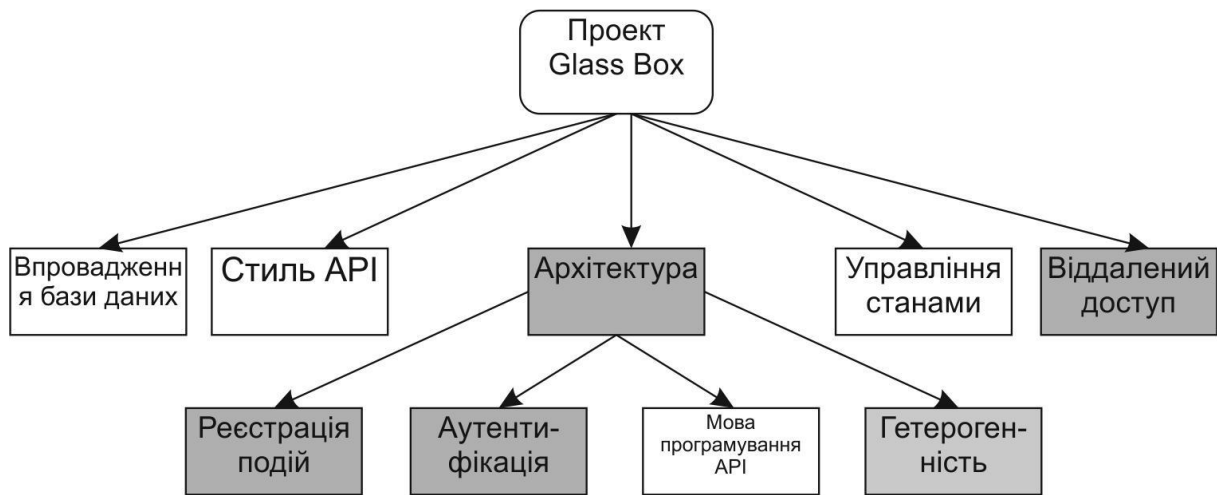 Проект
Glass Box
Впровадженн
я бази даних
Стиль API
Архітектура
Управління
станами
Віддалений
доступ
Реєстрація
подій
Аутенти-
фікація
Мова
програмування
API
Гетероген-
ність